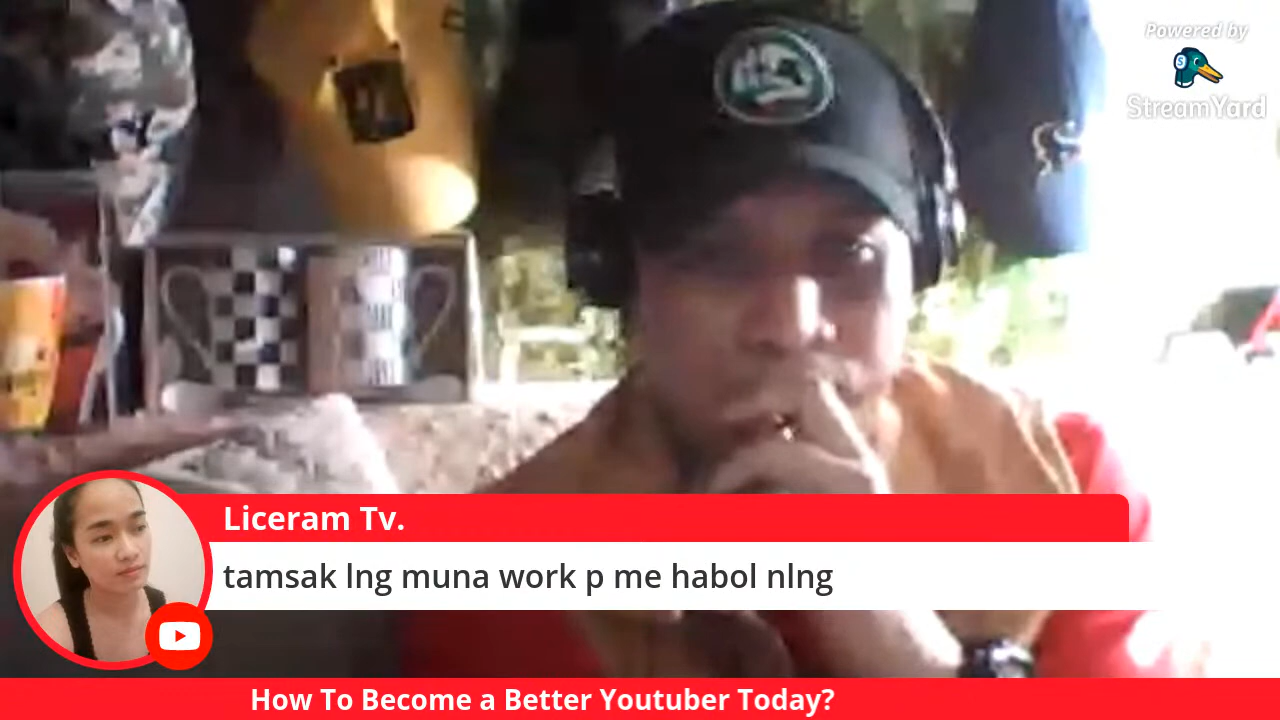 Powered by
StreamYard
Liceram Tv.
tamsak lng muna work p me habol nlng
How To Become a Better Youtuber Today?